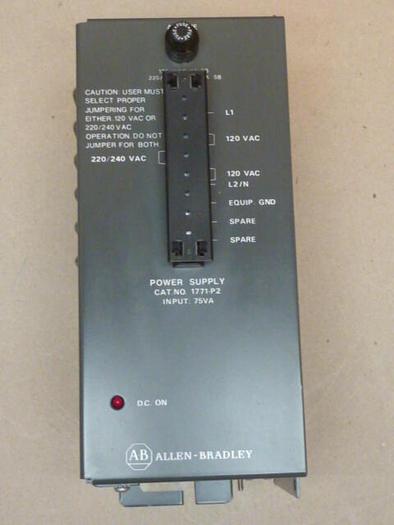 220/ 5B
CAUTION: USER MUST
SELECT PROPER
JUMPERING FOR
EITHER 120 VAC OR
220/240 VAC
OPERATION. DO NOT
JUMPER FOR BOTH
220/240 VAC
L1
120 VAC
120 VAC
L2/N
EQUIP. GND
SPARE
SPARE
POWER SUPPLY
CAT NO. 1771-P2
INPUT: 75VA
D.C. ON
AB ALLEN-BRADLEY